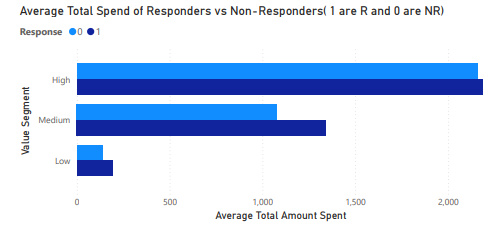 Average Total Spend of Responders vs Non-Responders( 1 are R and 0 are NR)
Response 0 1
Value Segment
High
Medium
Low
0 500 1,000 1,500 2,000
Average Total Amount Spent